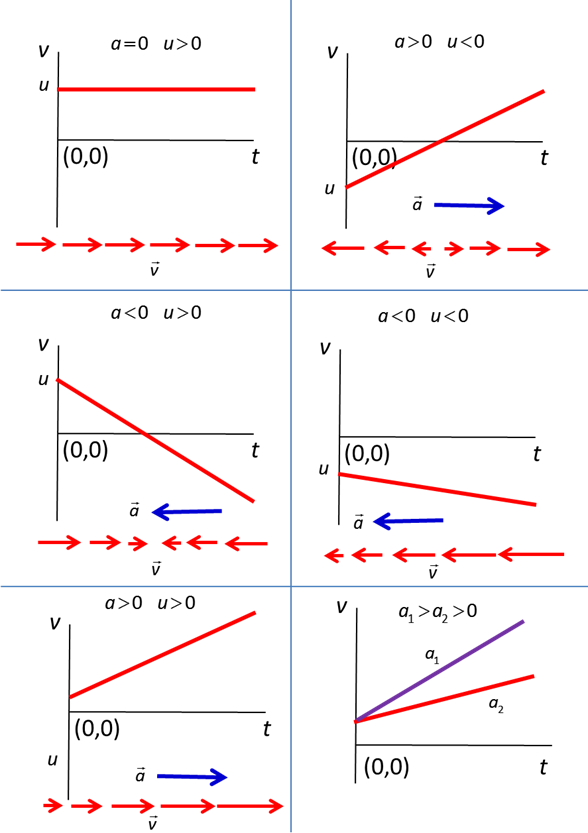 a=0 u>0
v
u
(0,0) t
v⃗
a>0 u<0
v
(0,0) t
u
a⃗
v⃗
a<0 u>0
v
u
(0,0) t
a⃗
v⃗
a<0 u<0
v
(0,0) t
u
a⃗
v⃗
a>0 u>0
v
(0,0) t
u
a⃗
v⃗
v
a₁>a₂>0
a₁
a₂
(0,0) t